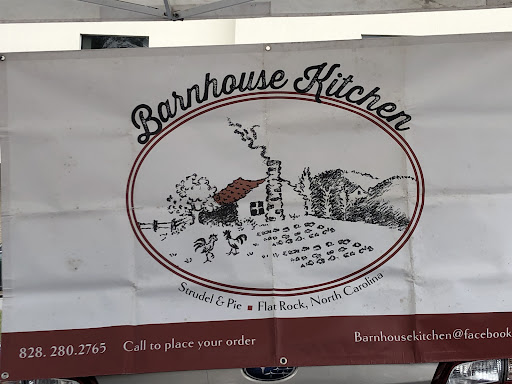 Barnhouse Kitchen
Strudel & Pie ▪ Flat Rock, North Carolina
828. 280.2765 Call to place your order Barnhousekitchen@facebook